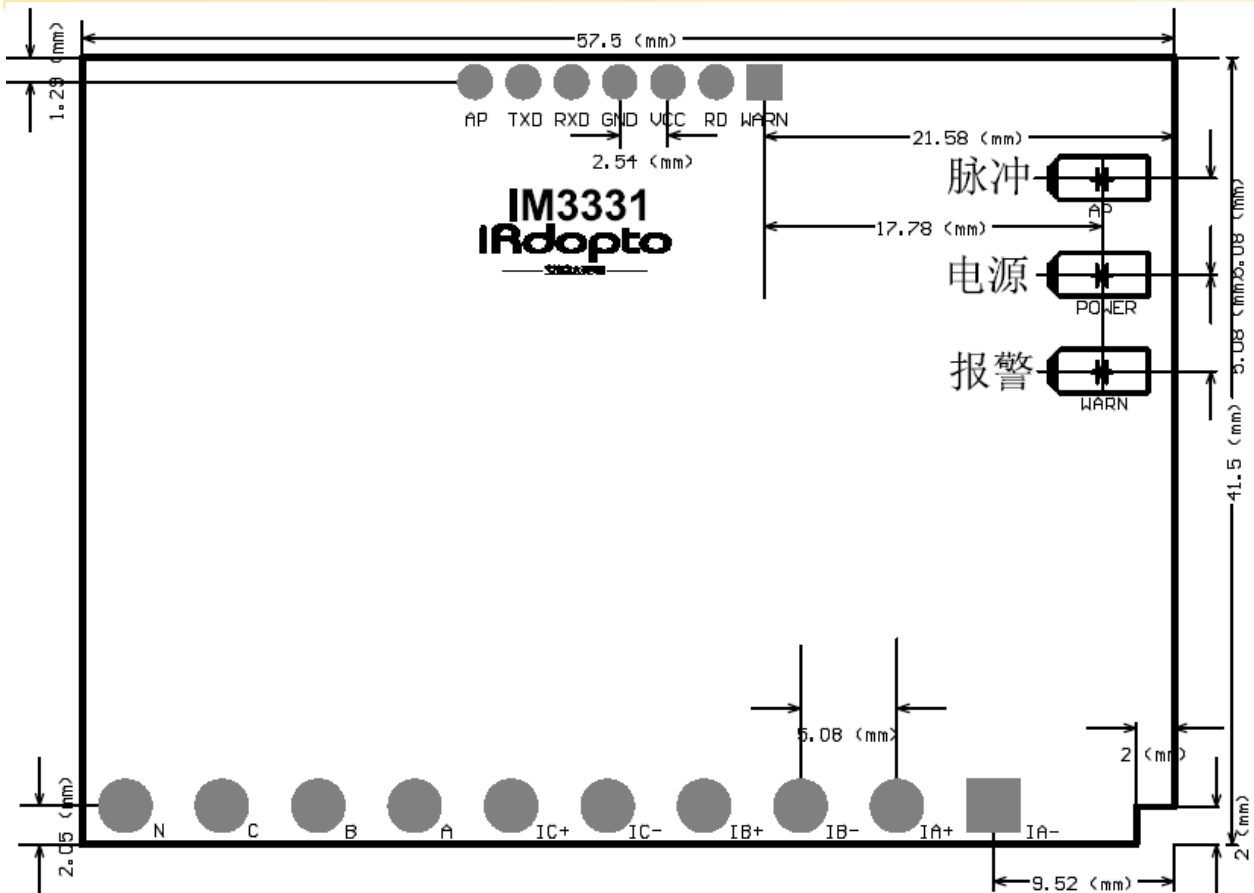 57.5 (mm)
1.29 (mm)
AP TXD RXD GND VCC RD WARN
21.58 (mm)
2.54 (mm)
脉冲
AP
5.08 (mm)
IM3331
IRdopto
17.78 (mm)
电源
POWER
5.08 (mm)
报警
WARN
41.5 (mm)
5.08 (mm)
2 (mm)
2.05 (mm)
N C B A IC+ IC- IB+ IB- IA+ IA-
2 (mm)
9.52 (mm)